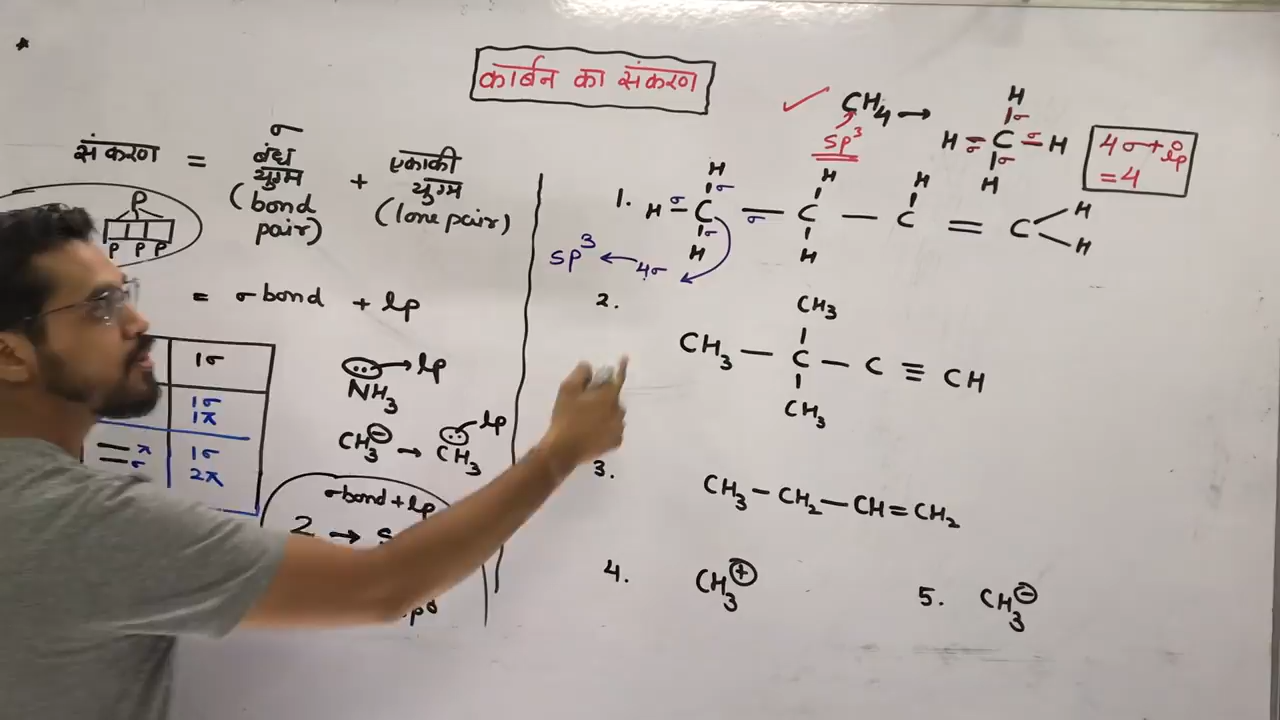 कार्बन का संकरण
संकरण = σ बंध युग्म (bond pair) + एकाकी युग्म (lone pair)
P
P P P
= σ bond + lp
1σ
1σ
1π
π
σ
1σ
2π
NH₃ → lp
CH₃⊖ → CH₃ lp
σ bond + lp
2 → S
✓ CH₄ →
SP³
H
σ
H = C = H
σ σ
σ
H
4σ + 0lp
= 4
1.
H H H
σ
H – C – C – C = C H
σ σ
σ
H H H
SP³ ← 4σ
2.
CH₃
CH₃ – C – C ≡ CH
CH₃
3. CH₃ – CH₂ – CH = CH₂
4. CH₃⊕
5. CH₃⊖